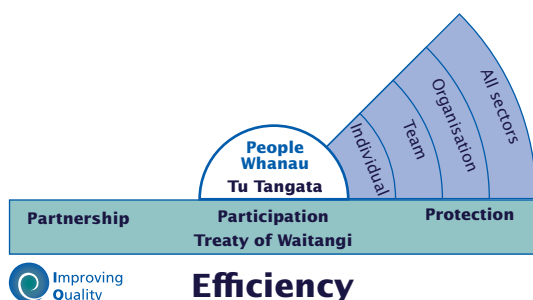 All sectors
Organisation
Team
Individual
People
Whanau
Tu Tangata
Partnership
Participation
Protection
Treaty of Waitangi
Improving
Quality
Efficiency